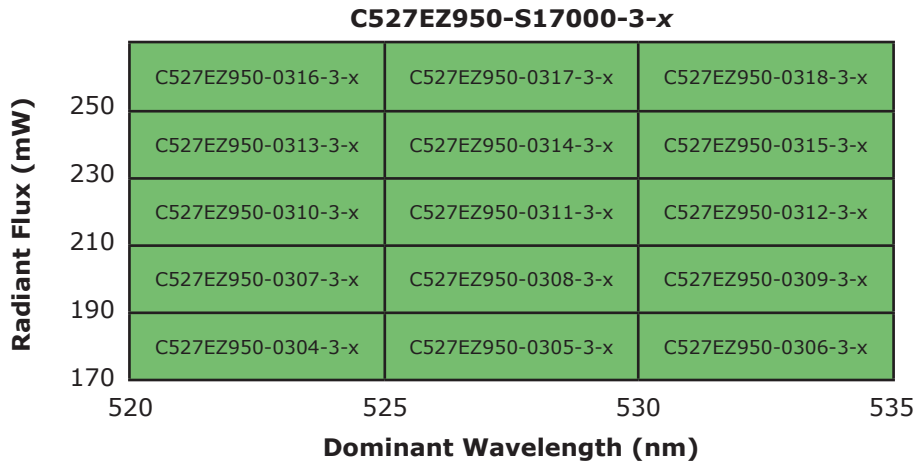 C527EZ950-S17000-3-x
C527EZ950-0316-3-x C527EZ950-0317-3-x C527EZ950-0318-3-x
250
C527EZ950-0313-3-x C527EZ950-0314-3-x C527EZ950-0315-3-x
230
C527EZ950-0310-3-x C527EZ950-0311-3-x C527EZ950-0312-3-x
210
C527EZ950-0307-3-x C527EZ950-0308-3-x C527EZ950-0309-3-x
190
C527EZ950-0304-3-x C527EZ950-0305-3-x C527EZ950-0306-3-x
170
Radiant Flux (mW)
520 525 530 535
Dominant Wavelength (nm)